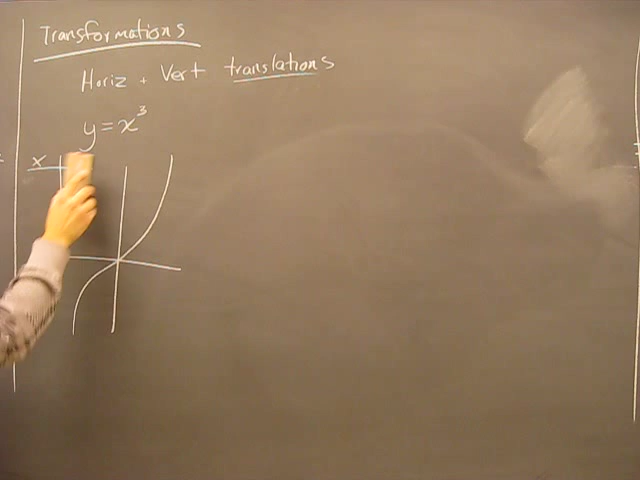 Transformations
Horiz + Vert translations
y = x³
x